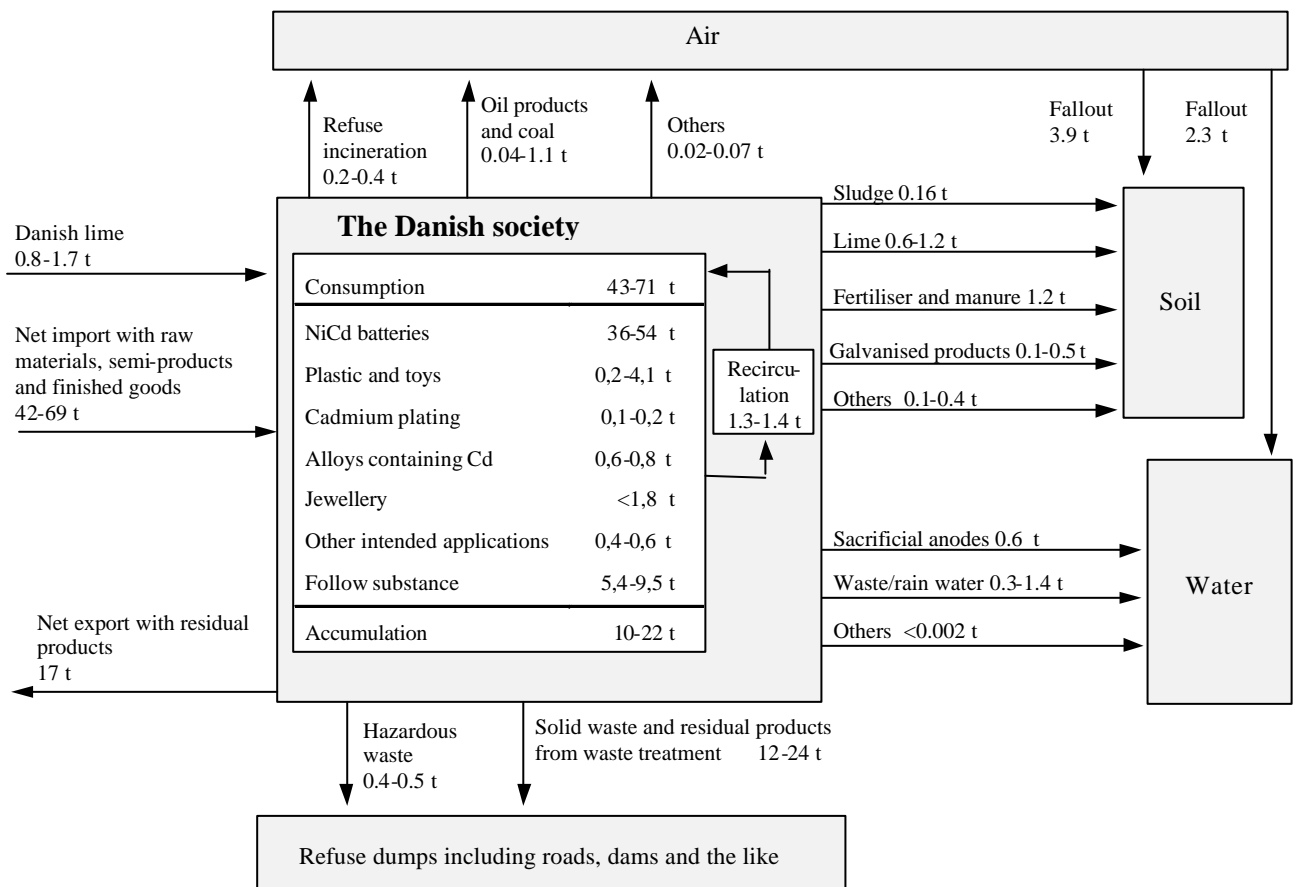 Air
Refuse
incineration
0.2-0.4 t
Oil products
and coal
0.04-1.1 t
Others
0.02-0.07 t
Fallout
3.9 t
Fallout
2.3 t
Danish lime
0.8-1.7 t
Net import with raw
materials, semi-products
and finished goods
42-69 t
Net export with residual
products
17 t
The Danish society
Consumption 43-71 t
NiCd batteries 36-54 t
Plastic and toys 0,2-4,1 t
Cadmium plating 0,1-0,2 t
Alloys containing Cd 0,6-0,8 t
Jewellery <1,8 t
Other intended applications 0,4-0,6 t
Follow substance 5,4-9,5 t
Accumulation 10-22 t
Recircu-
lation
1.3-1.4 t
Sludge 0.16 t
Lime 0.6-1.2 t
Fertiliser and manure 1.2 t
Galvanised products 0.1-0.5 t
Others 0.1-0.4 t
Soil
Sacrificial anodes 0.6 t
Waste/rain water 0.3-1.4 t
Others <0.002 t
Water
Hazardous
waste
0.4-0.5 t
Solid waste and residual products
from waste treatment 12-24 t
Refuse dumps including roads, dams and the like